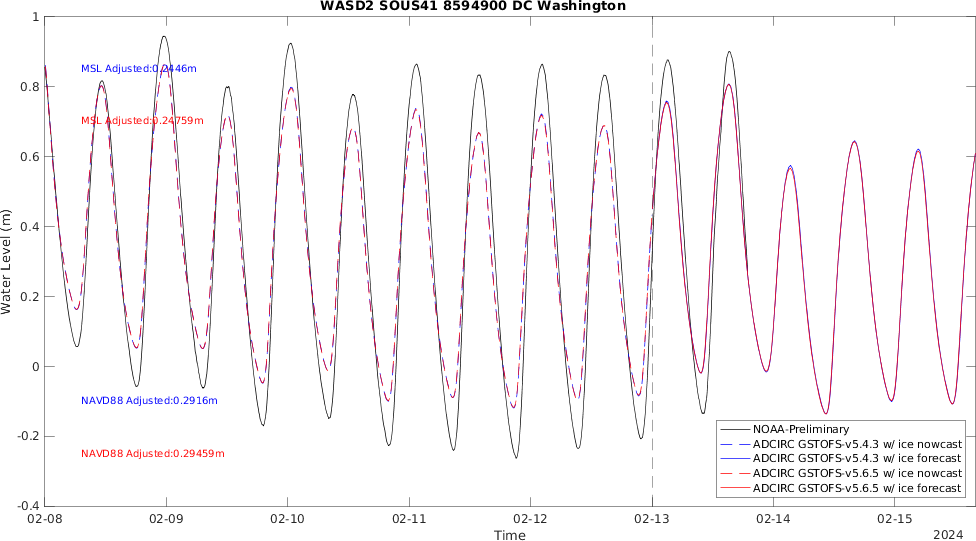 WASD2 SOUS41 8594900 DC Washington
1
0.8
0.6
0.4
0.2
0
-0.2
-0.4
Water Level (m)
MSL Adjusted:0.2446m
MSL Adjusted:0.24759m
NAVD88 Adjusted:0.2916m
NAVD88 Adjusted:0.29459m
NOAA-Preliminary
ADCIRC GSTOFS-v5.4.3 w/ ice nowcast
ADCIRC GSTOFS-v5.4.3 w/ ice forecast
ADCIRC GSTOFS-v5.6.5 w/ ice nowcast
ADCIRC GSTOFS-v5.6.5 w/ ice forecast
02-08 02-09 02-10 02-11 02-12 02-13 02-14 02-15
Time
2024